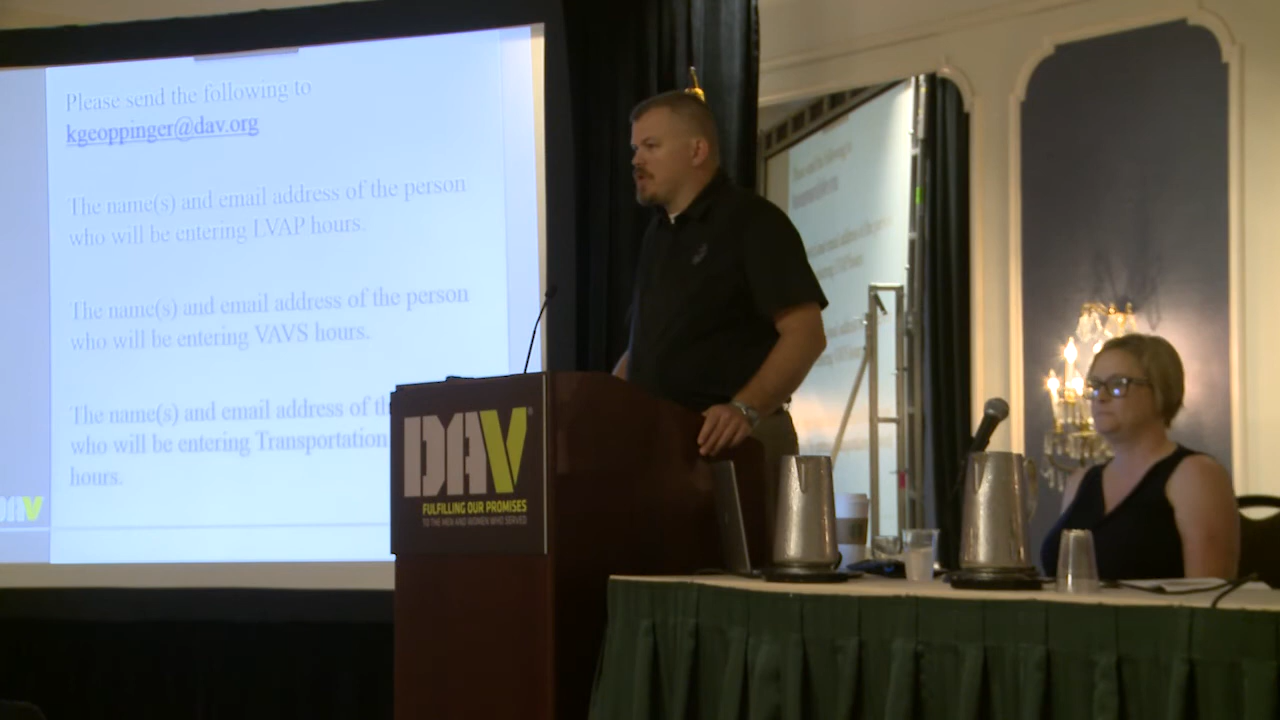 Please send the following to
kgeoppinger@dav.org
The name(s) and email address of the person
who will be entering LVAP hours.
The name(s) and email address of the person
who will be entering VAVS hours.
The name(s) and email address of th
who will be entering Transportation
hours.
DAV
DAV®
FULFILLING OUR PROMISES
TO THE MEN AND WOMEN WHO SERVED